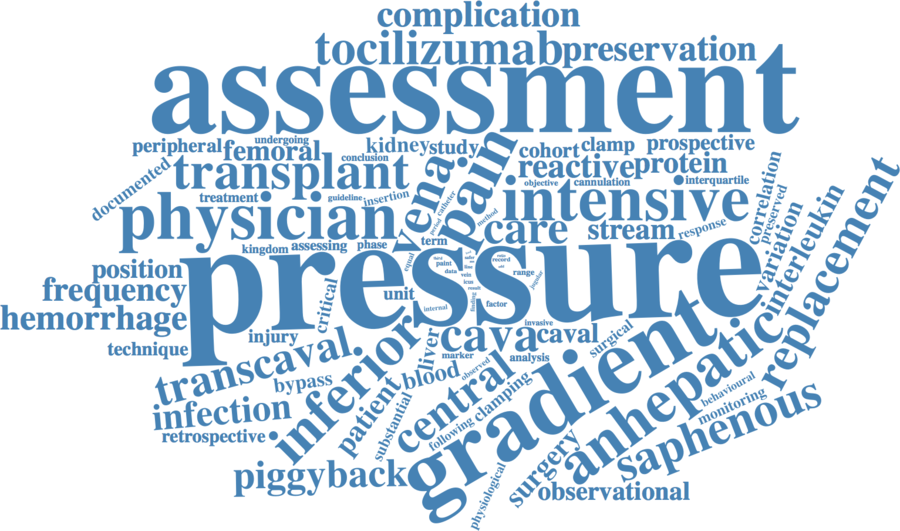 complication
tocilizumab
preservation
assessment
peripheral
undergoing
femoral
kidney
study
cohort
clamp
prospective
documented
transplant
conclusion
vena
pain
reactive
protein
correlation
treatment
guideline
insertion
catheter
period
method
objective
cannulation
interquartile
preserved
physician
intensive
care
stream
response
variation
interleukin
replacement
kingdom
assessing
phase
term
equal
position
frequency
hemorrhage
pressure
paint
data
vein
icus
record
range
result
jugular
unit
internal
finding
factor
critical
injury
technique
transcaval
inferior
liver
cava
invasive
caval
marker
analysis
surgical
bypass
blood
observed
infection
patient
substantial
central
clamping
following
gradient
anhepatic
behavioural
monitoring
saphenous
retrospective
piggyback
physiological
surgery
observational